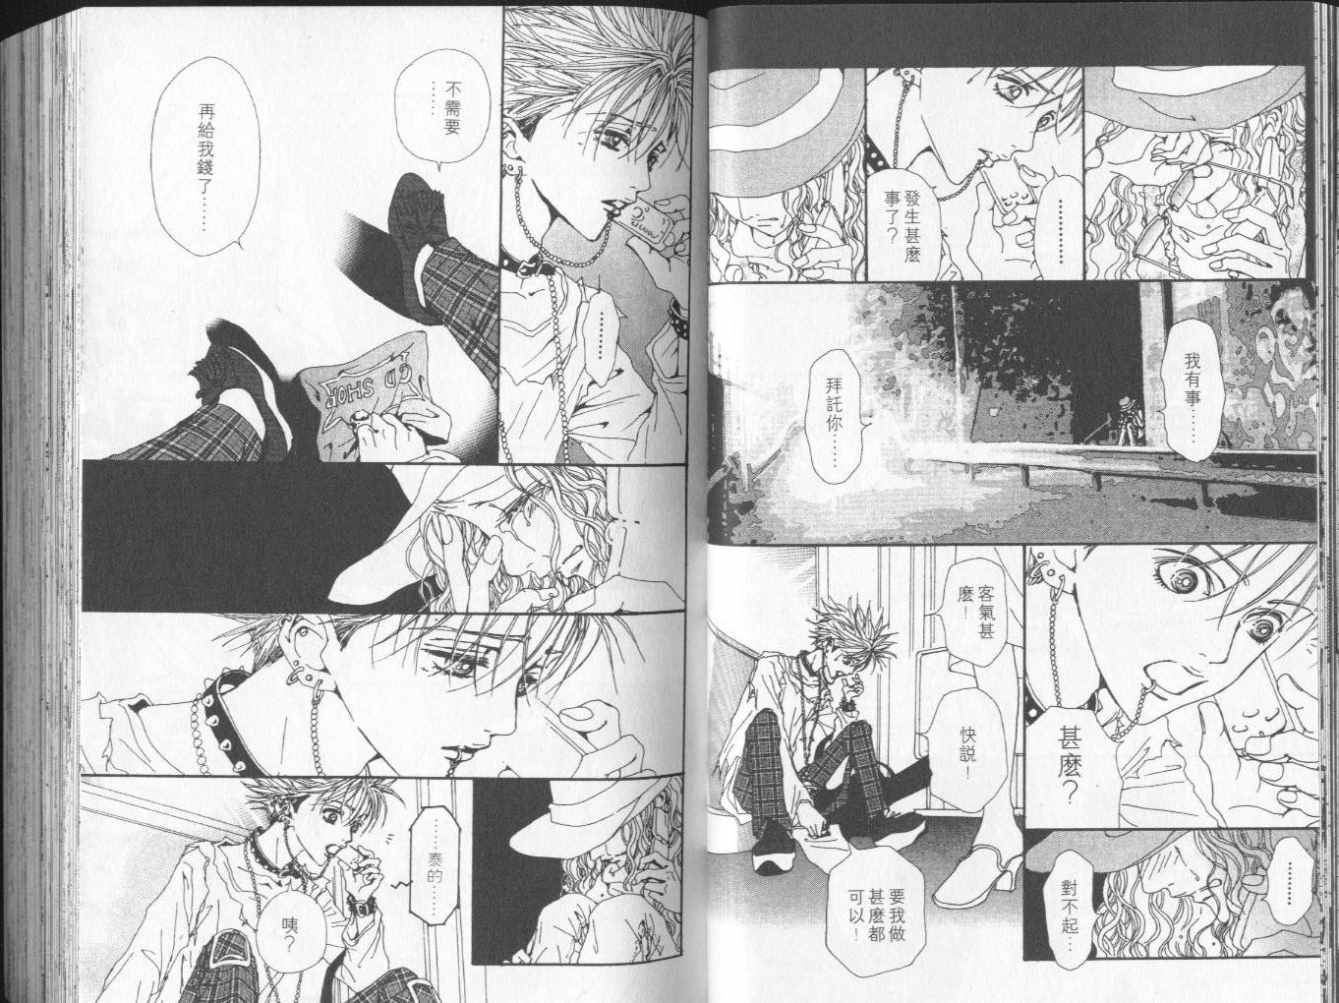 ………
發生甚麼
事了？
我有事……
拜託你……
甚麼？
客氣甚
麼！
快說！
要我做
甚麼都
可以！
………
對不起…
………
不需要
……
再給我錢了……
CD SHOP
……泰的……
咦？